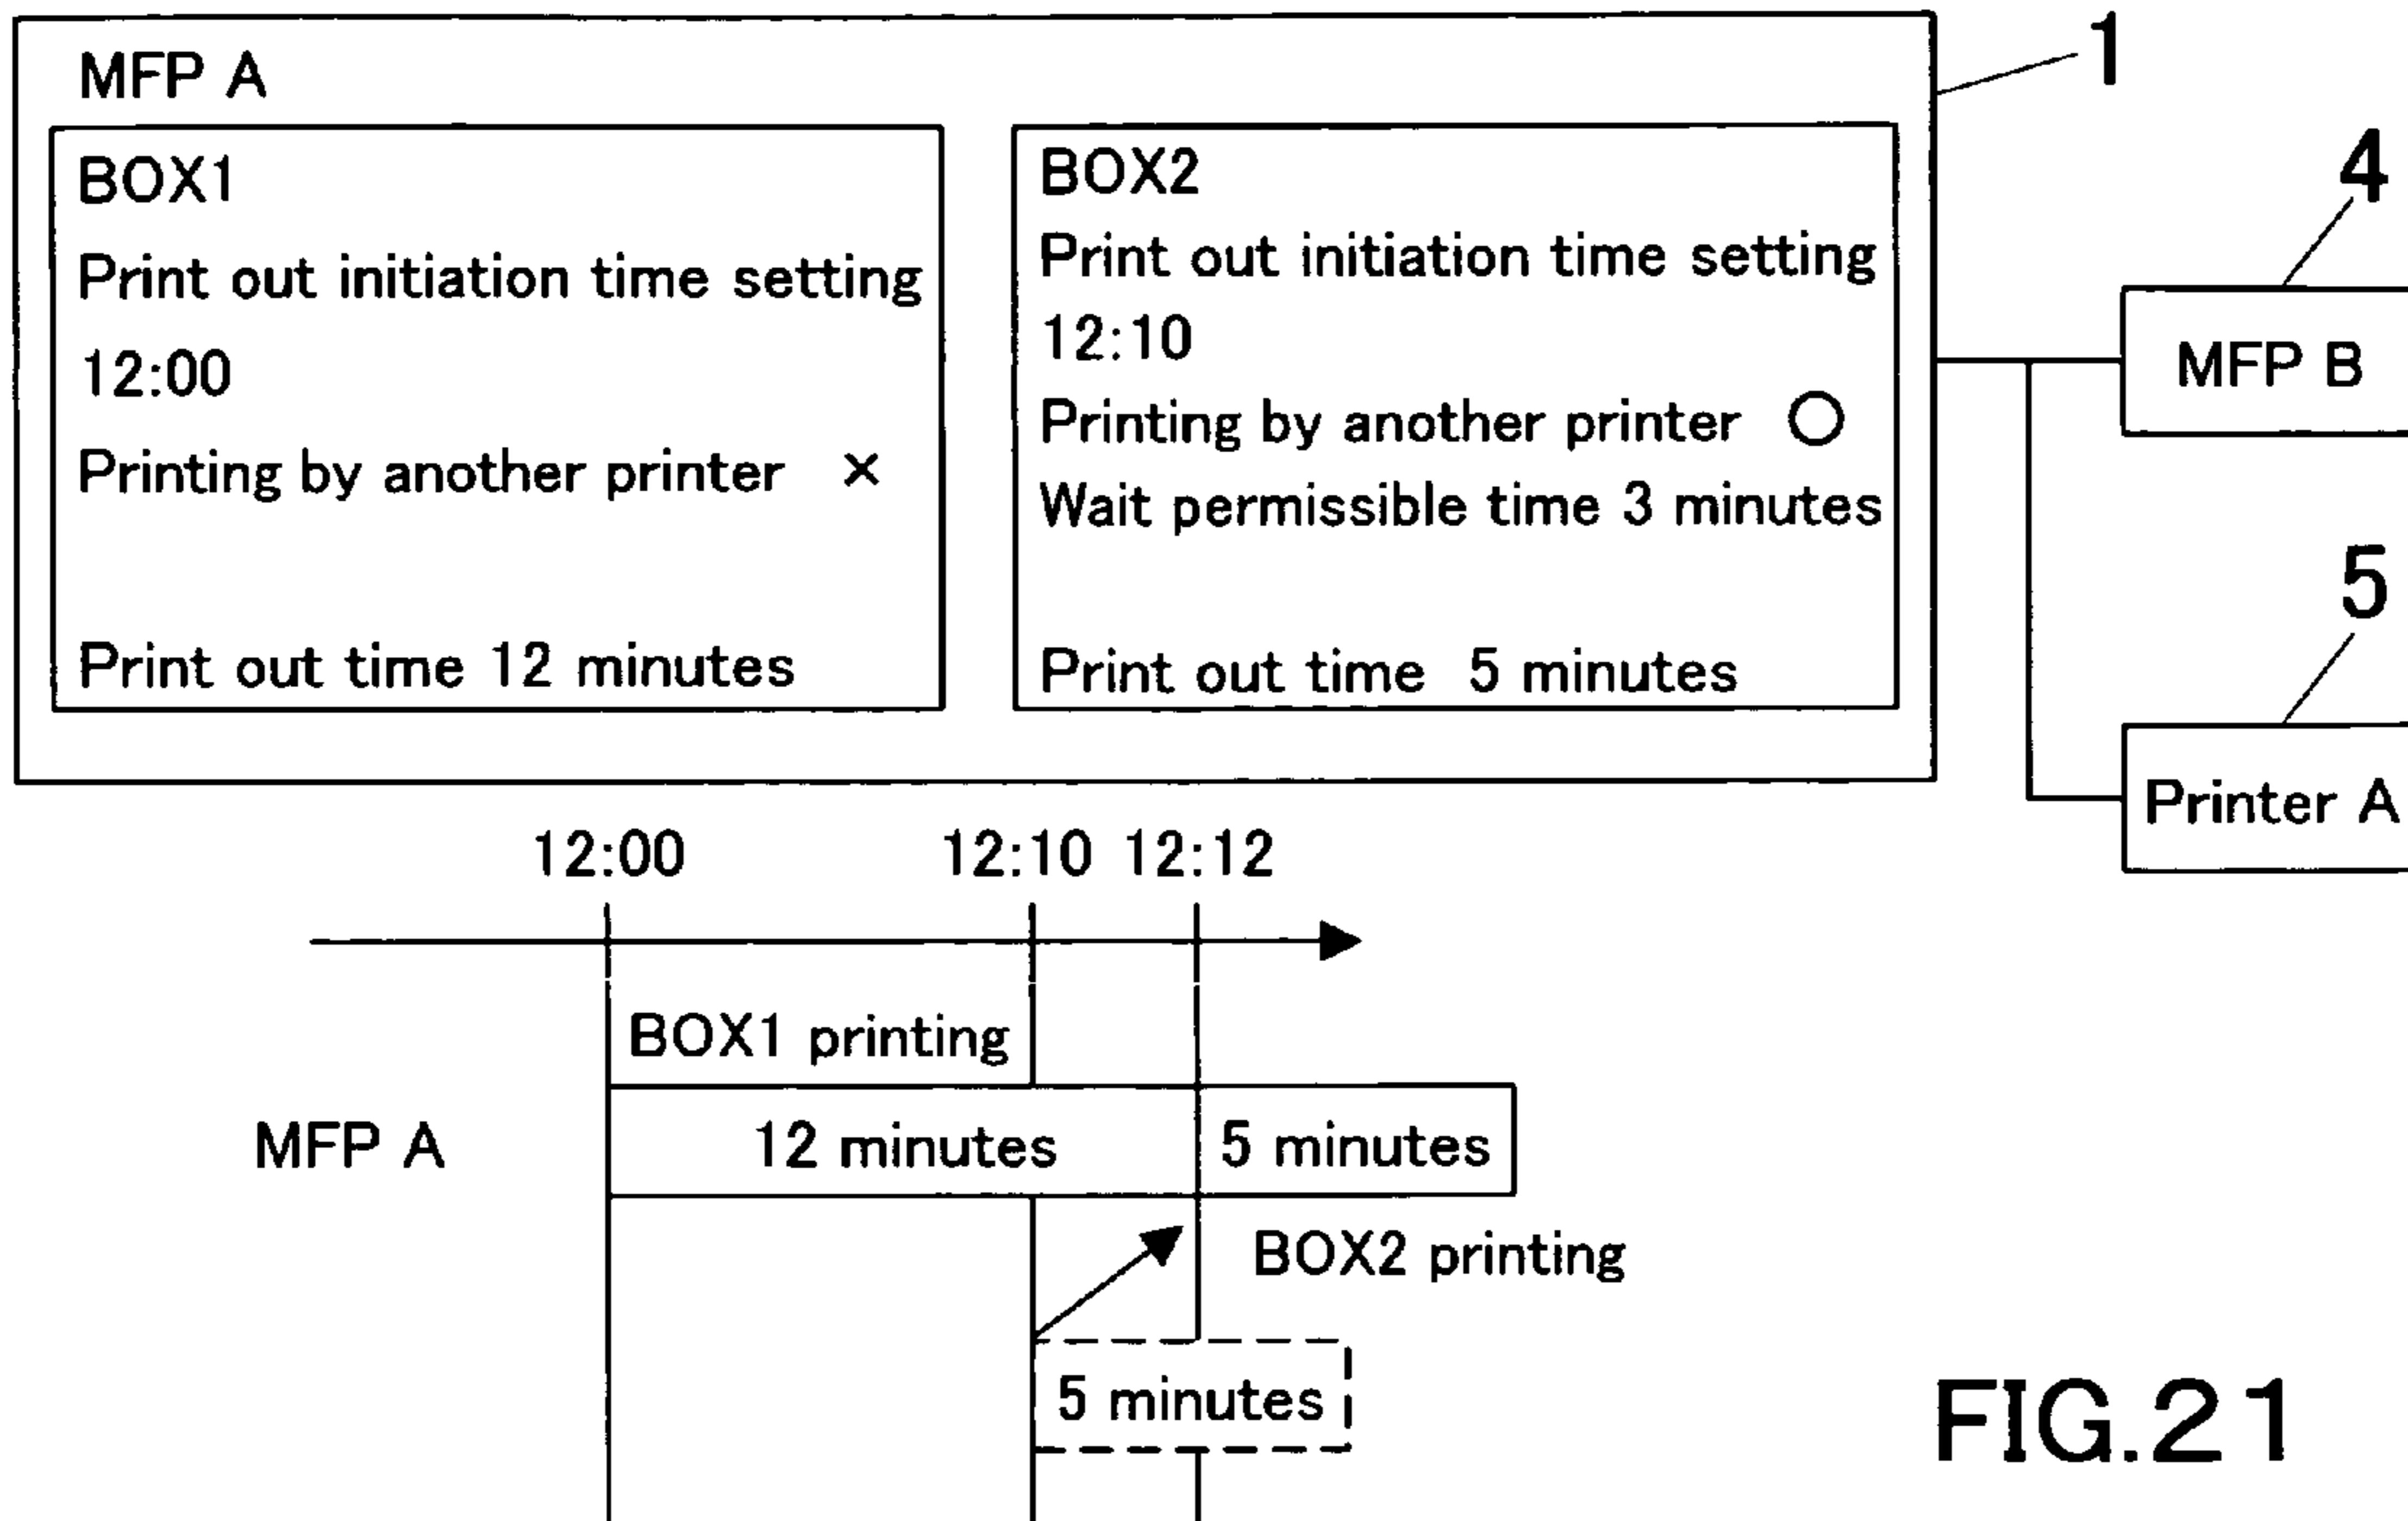 MFP A
1
BOX1
Print out initiation time setting
12:00
Printing by another printer ×
Print out time 12 minutes
BOX2
Print out initiation time setting
12:10
Printing by another printer ○
Wait permissible time 3 minutes
Print out time 5 minutes
4
MFP B
5
Printer A
12:00 12:10 12:12
BOX1 printing
MFP A 12 minutes 5 minutes
BOX2 printing
5 minutes
FIG.21